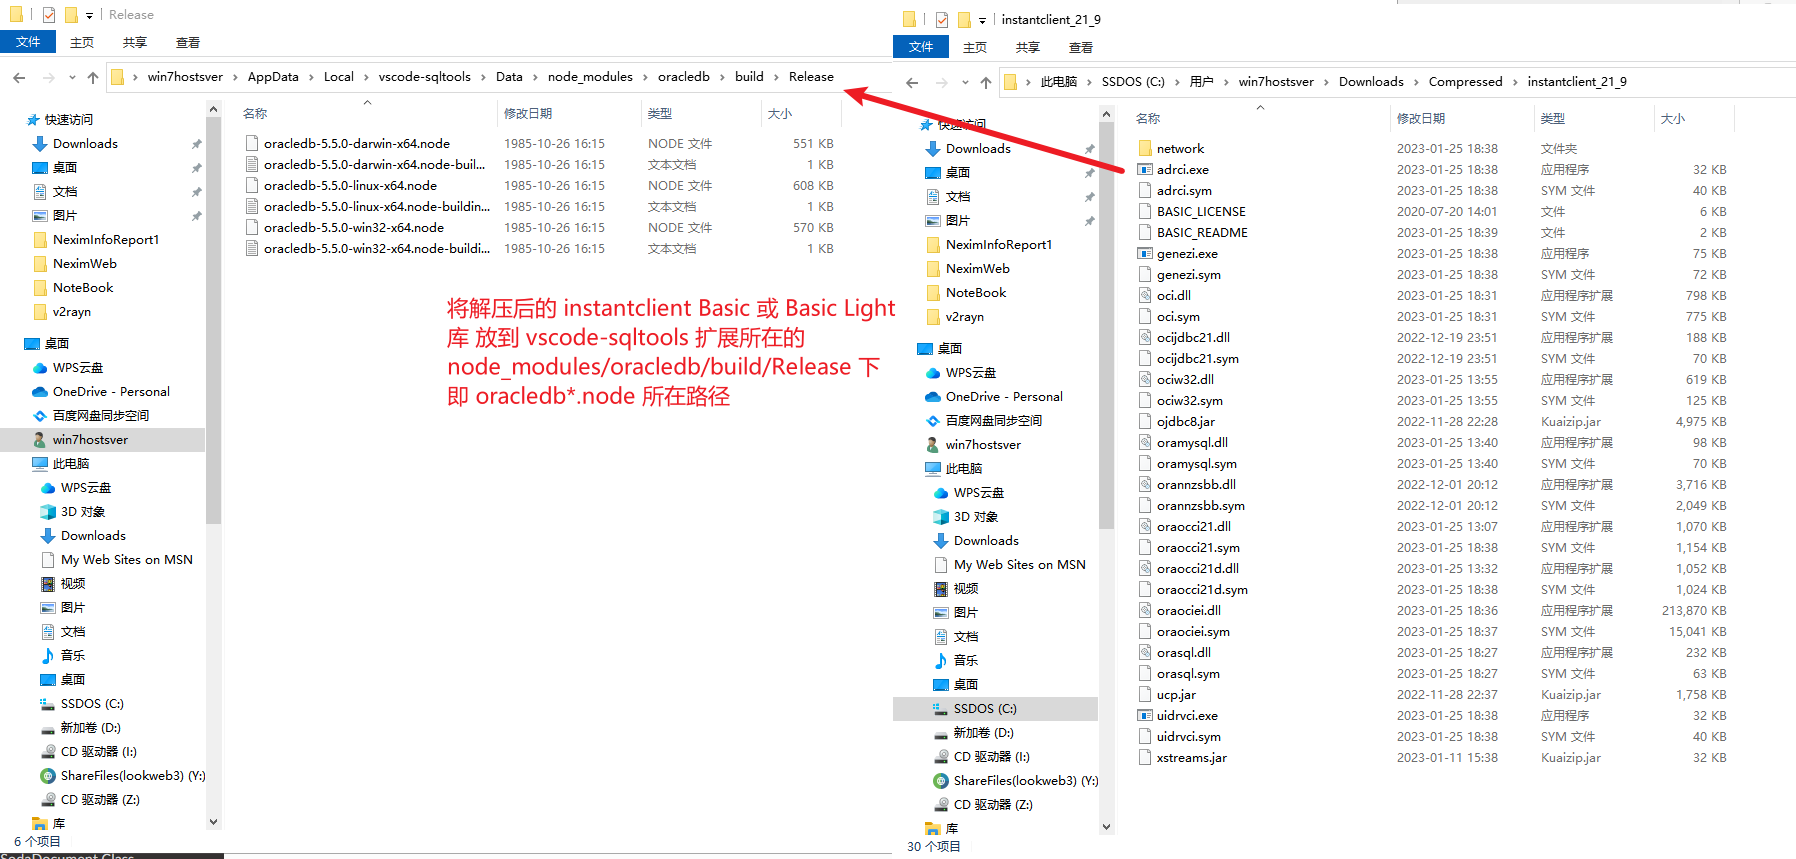 Release
文件 主页 共享 查看
win7hostsver › AppData › Local › vscode-sqltools › Data › node_modules › oracledb › build › Release
快速访问
Downloads
桌面
文档
图片
NeximInfoReport1
NeximWeb
NoteBook
v2rayn
桌面
WPS云盘
OneDrive - Personal
百度网盘同步空间
win7hostsver
此电脑
WPS云盘
3D 对象
Downloads
My Web Sites on MSN
视频
图片
文档
音乐
桌面
SSDOS (C:)
新加卷 (D:)
CD 驱动器 (I:)
ShareFiles(lookweb3) (Y:)
CD 驱动器 (Z:)
库
6 个项目
名称 修改日期 类型 大小
oracledb-5.5.0-darwin-x64.node 1985-10-26 16:15 NODE 文件 551 KB
oracledb-5.5.0-darwin-x64.node-buil... 1985-10-26 16:15 文本文档 1 KB
oracledb-5.5.0-linux-x64.node 1985-10-26 16:15 NODE 文件 608 KB
oracledb-5.5.0-linux-x64.node-buildin... 1985-10-26 16:15 文本文档 1 KB
oracledb-5.5.0-win32-x64.node 1985-10-26 16:15 NODE 文件 570 KB
oracledb-5.5.0-win32-x64.node-buildi... 1985-10-26 16:15 文本文档 1 KB
将解压后的 instantclient Basic 或 Basic Light
库 放到 vscode-sqltools 扩展所在的
node_modules/oracledb/build/Release 下
即 oracledb*.node 所在路径
instantclient_21_9
文件 主页 共享 查看
此电脑 › SSDOS (C:) › 用户 › win7hostsver › Downloads › Compressed › instantclient_21_9
快速访问
Downloads
桌面
文档
图片
NeximInfoReport1
NeximWeb
NoteBook
v2rayn
桌面
WPS云盘
OneDrive - Personal
百度网盘同步空间
win7hostsver
此电脑
WPS云盘
3D 对象
Downloads
My Web Sites on MSN
视频
图片
文档
音乐
桌面
SSDOS (C:)
新加卷 (D:)
CD 驱动器 (I:)
ShareFiles(lookweb3) (Y:)
CD 驱动器 (Z:)
库
30 个项目
名称 修改日期 类型 大小
network 2023-01-25 18:38 文件夹
adrci.exe 2023-01-25 18:38 应用程序 32 KB
adrci.sym 2023-01-25 18:38 SYM 文件 40 KB
BASIC_LICENSE 2020-07-20 14:01 文件 6 KB
BASIC_README 2023-01-25 18:39 文件 2 KB
genezi.exe 2023-01-25 18:38 应用程序 75 KB
genezi.sym 2023-01-25 18:38 SYM 文件 72 KB
oci.dll 2023-01-25 18:31 应用程序扩展 798 KB
oci.sym 2023-01-25 18:31 SYM 文件 775 KB
ocijdbc21.dll 2022-12-19 23:51 应用程序扩展 188 KB
ocijdbc21.sym 2022-12-19 23:51 SYM 文件 70 KB
ociw32.dll 2023-01-25 13:55 应用程序扩展 619 KB
ociw32.sym 2023-01-25 13:55 SYM 文件 125 KB
ojdbc8.jar 2022-11-28 22:28 Kuaizip.jar 4,975 KB
oramysql.dll 2023-01-25 13:40 应用程序扩展 98 KB
oramysql.sym 2023-01-25 13:40 SYM 文件 70 KB
orannzsbb.dll 2022-12-01 20:12 应用程序扩展 3,716 KB
orannzsbb.sym 2022-12-01 20:12 SYM 文件 2,049 KB
oraocci21.dll 2023-01-25 13:07 应用程序扩展 1,070 KB
oraocci21.sym 2023-01-25 18:38 SYM 文件 1,154 KB
oraocci21d.dll 2023-01-25 13:32 应用程序扩展 1,052 KB
oraocci21d.sym 2023-01-25 18:38 SYM 文件 1,024 KB
oraociei.dll 2023-01-25 18:36 应用程序扩展 213,870 KB
oraociei.sym 2023-01-25 18:37 SYM 文件 15,041 KB
orasql.dll 2023-01-25 18:27 应用程序扩展 232 KB
orasql.sym 2023-01-25 18:27 SYM 文件 63 KB
ucp.jar 2022-11-28 22:37 Kuaizip.jar 1,758 KB
uidrvci.exe 2023-01-25 18:38 应用程序 32 KB
uidrvci.sym 2023-01-25 18:38 SYM 文件 40 KB
xstreams.jar 2023-01-11 15:38 Kuaizip.jar 32 KB